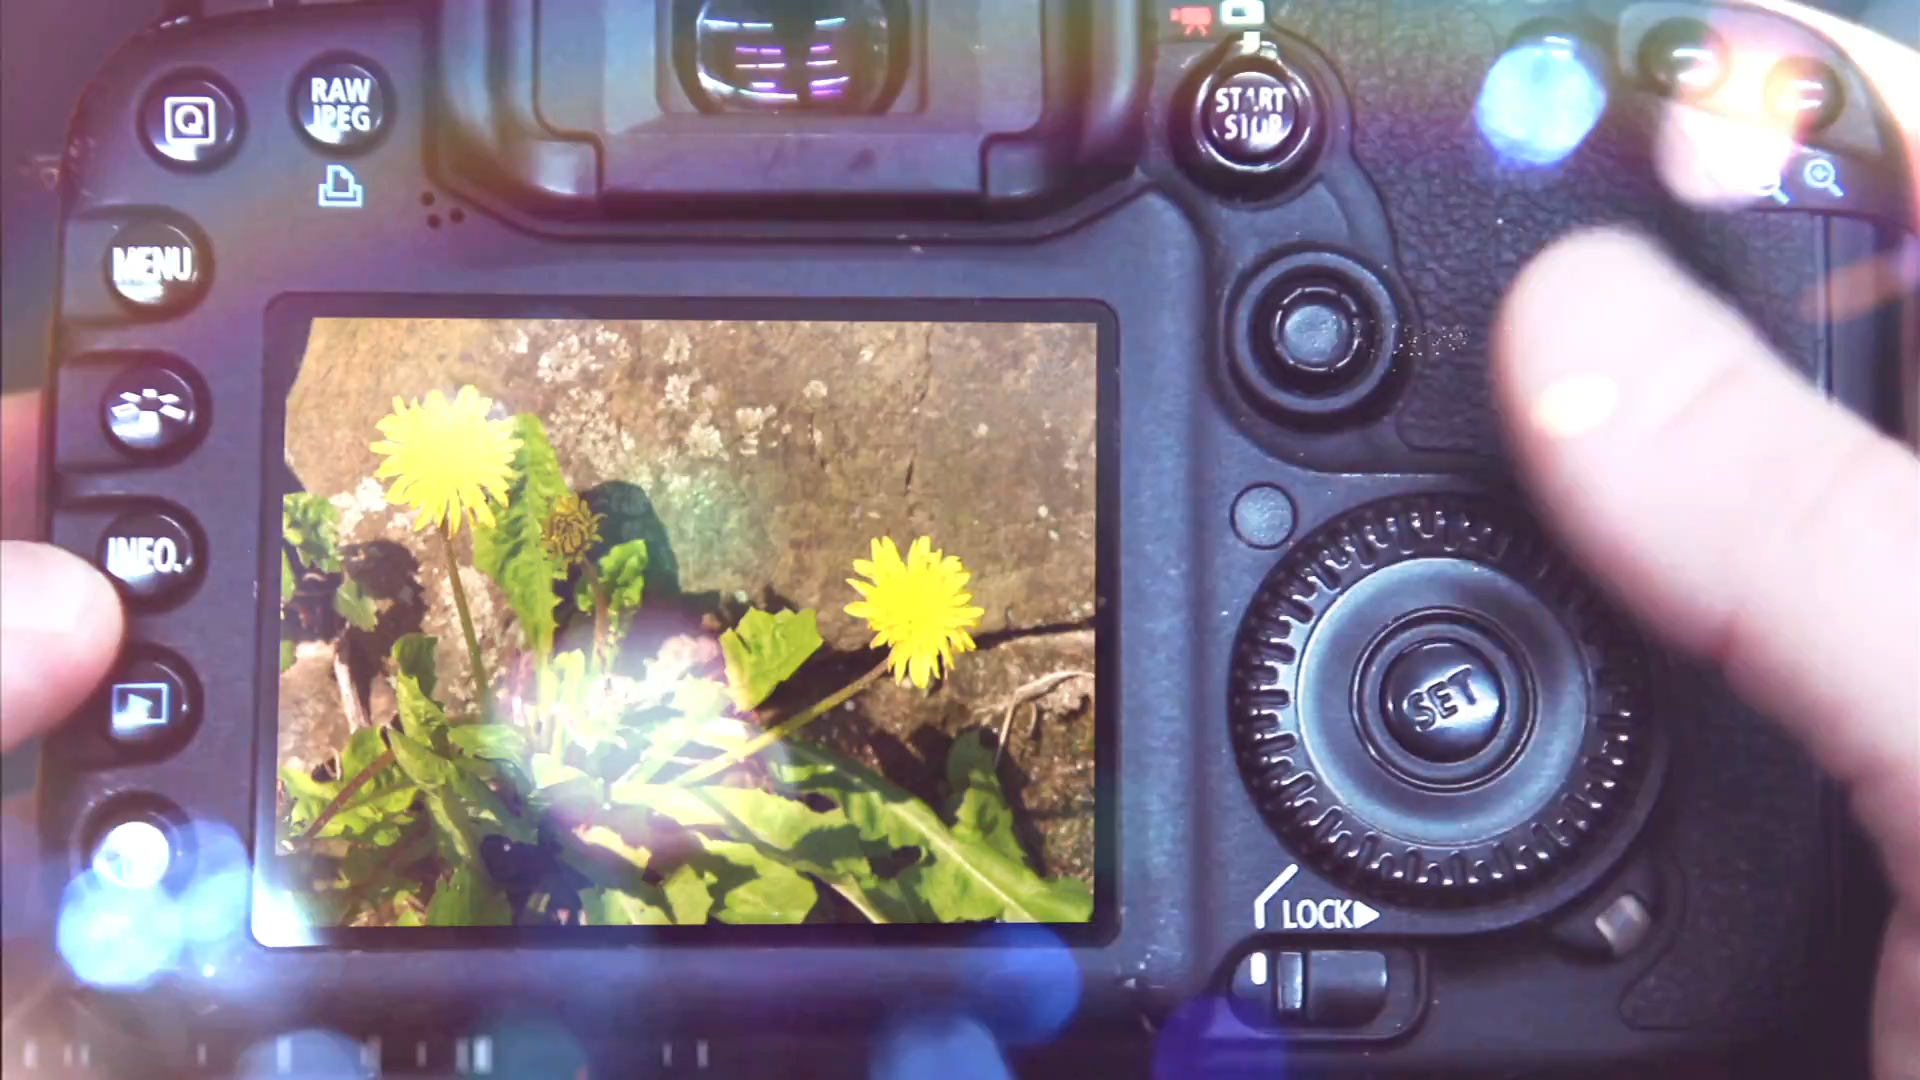 Q
RAW
JPEG
START
STOP
MENU
INFO.
SET
LOCK